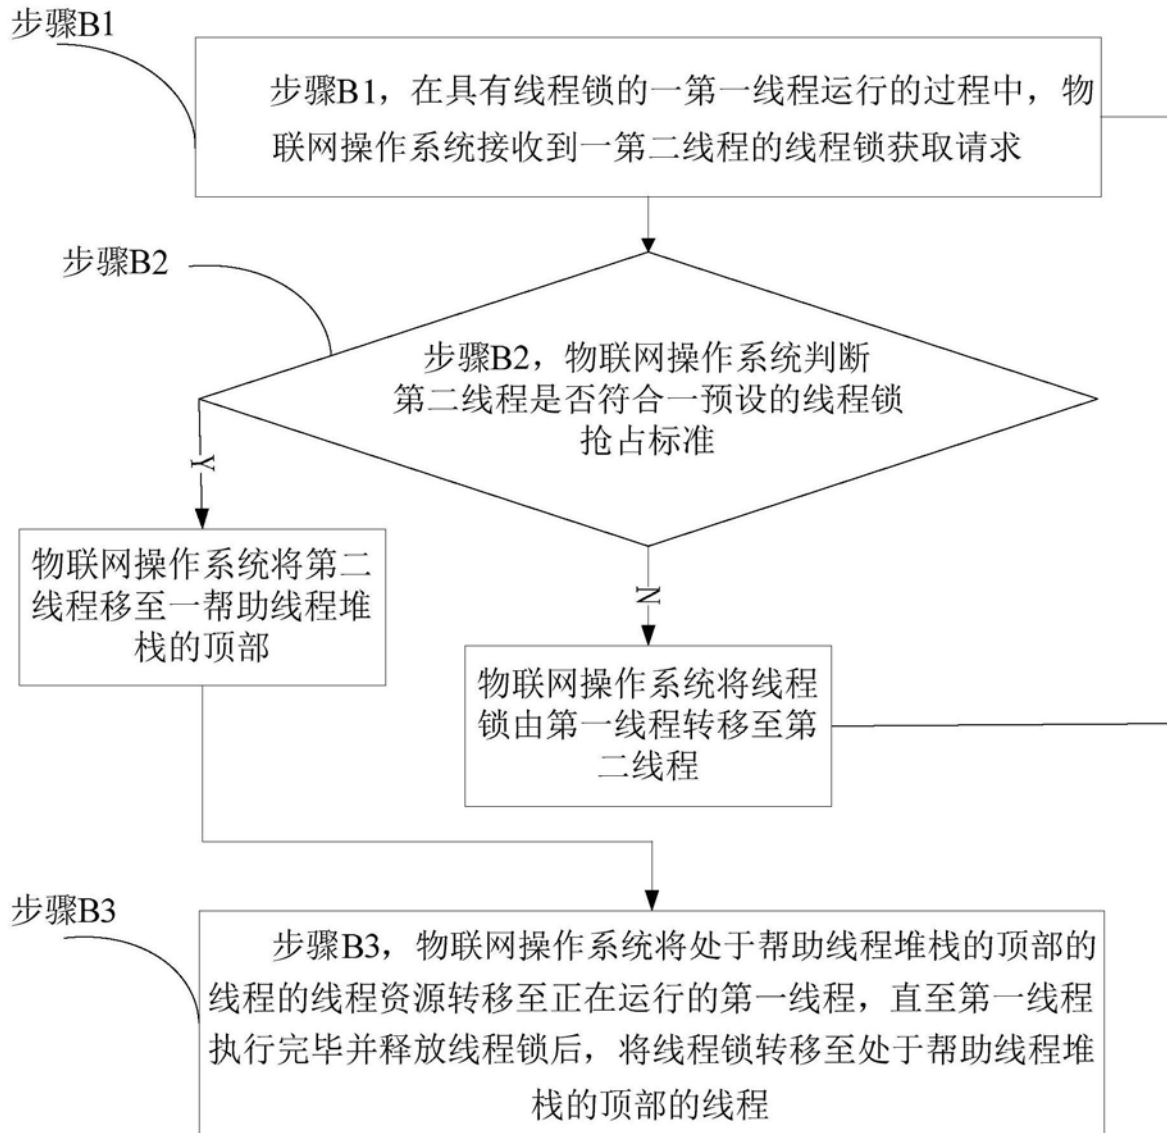 步骤B1
步骤B1，在具有线程锁的一第一线程运行的过程中，物
联网操作系统接收到一第二线程的线程锁获取请求
步骤B2
步骤B2，物联网操作系统判断
第二线程是否符合一预设的线程锁
抢占标准
Y
物联网操作系统将第二
线程移至一帮助线程堆
栈的顶部
N
物联网操作系统将线程
锁由第一线程转移至第
二线程
步骤B3
步骤B3，物联网操作系统将处于帮助线程堆栈的顶部的
线程的线程资源转移至正在运行的第一线程，直至第一线程
执行完毕并释放线程锁后，将线程锁转移至处于帮助线程堆
栈的顶部的线程